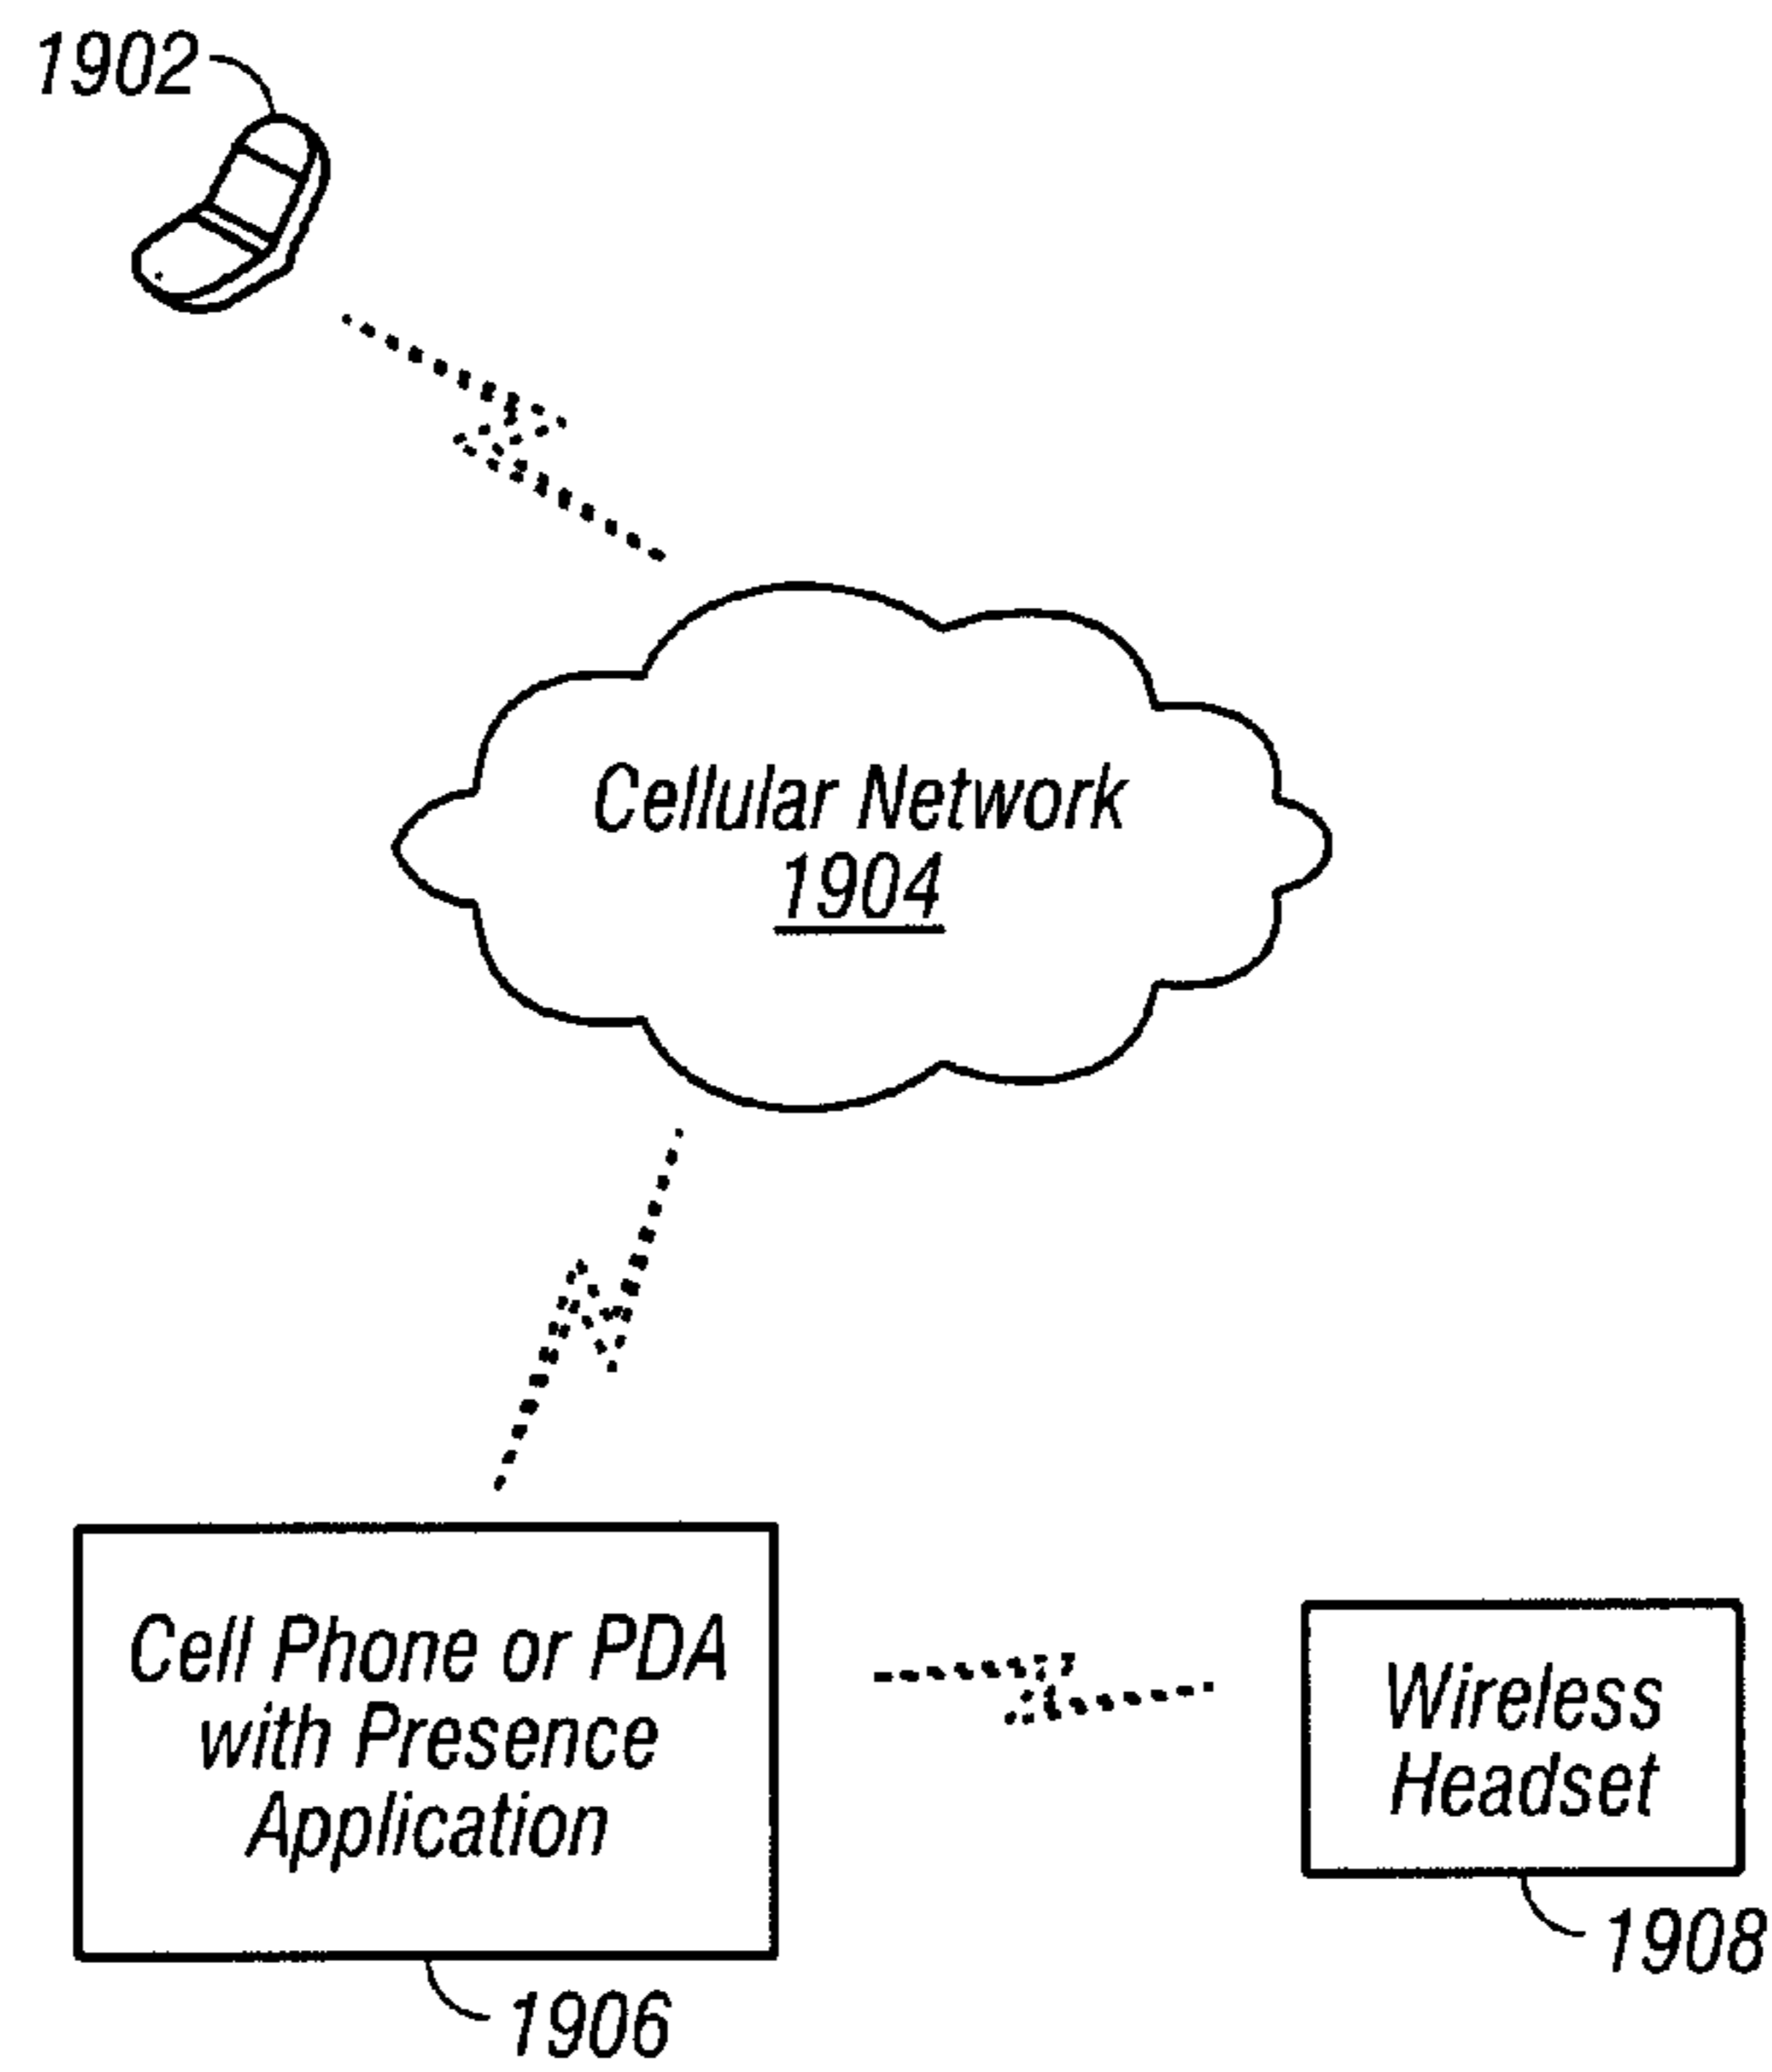 1902
Cellular Network
1904
Cell Phone or PDA
with Presence
Application
1906
Wireless
Headset
1908